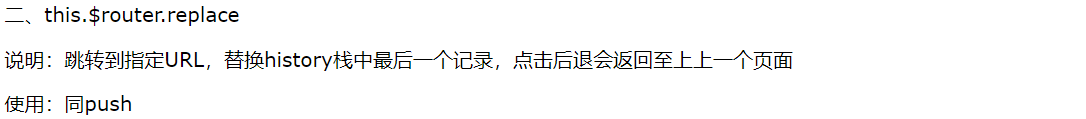 二、this.$router.replace
说明：跳转到指定URL，替换history栈中最后一个记录，点击后退会返回至上上一个页面
使用：同push